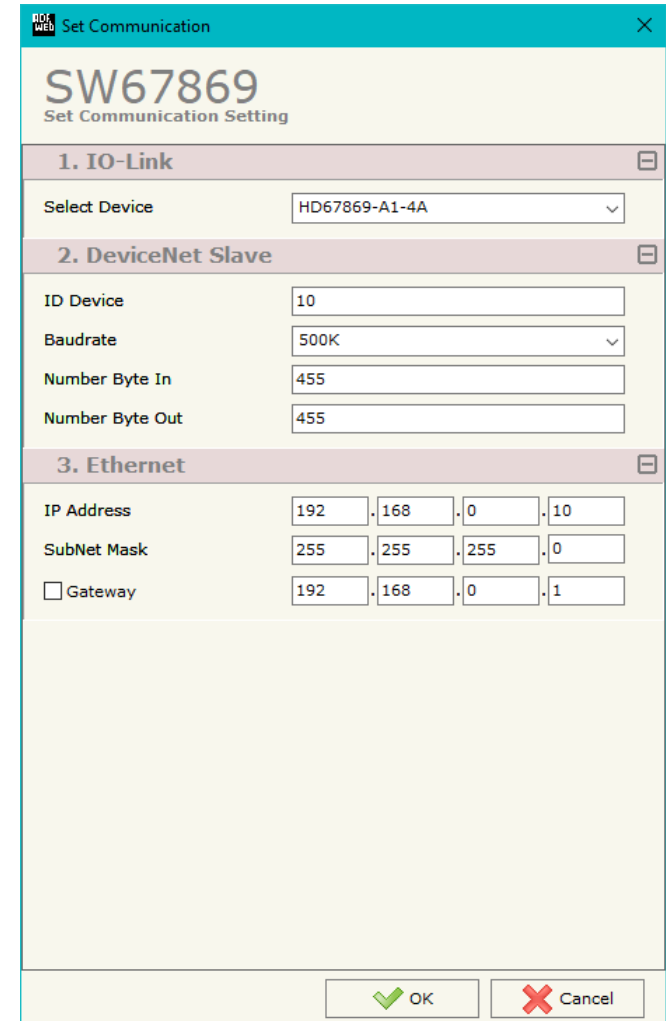 ADF WEB Set Communication
SW67869
Set Communication Setting
1. IO-Link
Select Device HD67869-A1-4A
2. DeviceNet Slave
ID Device 10
Baudrate 500K
Number Byte In 455
Number Byte Out 455
3. Ethernet
IP Address 192 . 168 . 0 . 10
SubNet Mask 255 . 255 . 255 . 0
Gateway 192 . 168 . 0 . 1
OK Cancel